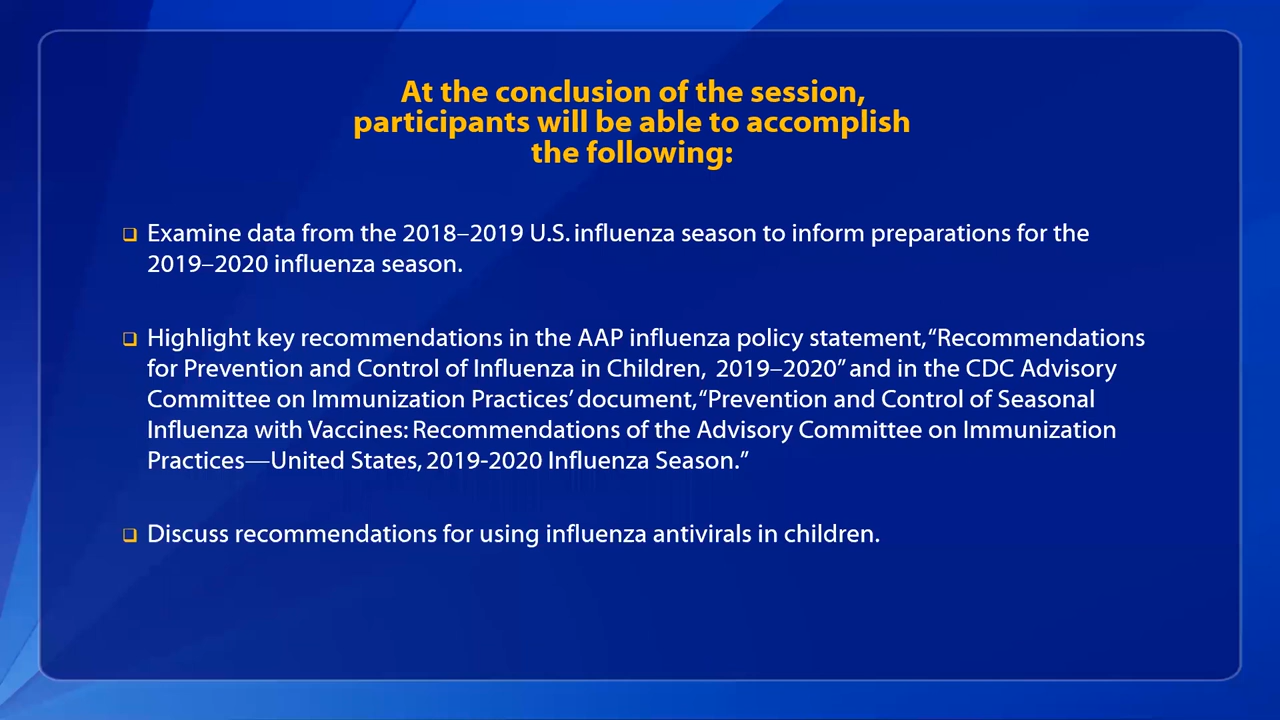 At the conclusion of the session,
participants will be able to accomplish
the following:
❑ Examine data from the 2018–2019 U.S. influenza season to inform preparations for the
2019–2020 influenza season.
❑ Highlight key recommendations in the AAP influenza policy statement, “Recommendations
for Prevention and Control of Influenza in Children, 2019–2020” and in the CDC Advisory
Committee on Immunization Practices’ document, “Prevention and Control of Seasonal
Influenza with Vaccines: Recommendations of the Advisory Committee on Immunization
Practices—United States, 2019-2020 Influenza Season.”
❑ Discuss recommendations for using influenza antivirals in children.